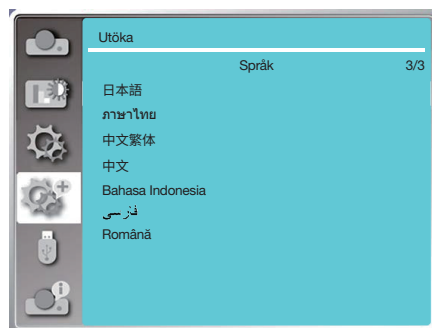 Utöka
Språk 3/3
日本語
ภาษาไทย
中文繁体
中文
Bahasa Indonesia
فارسی
Română